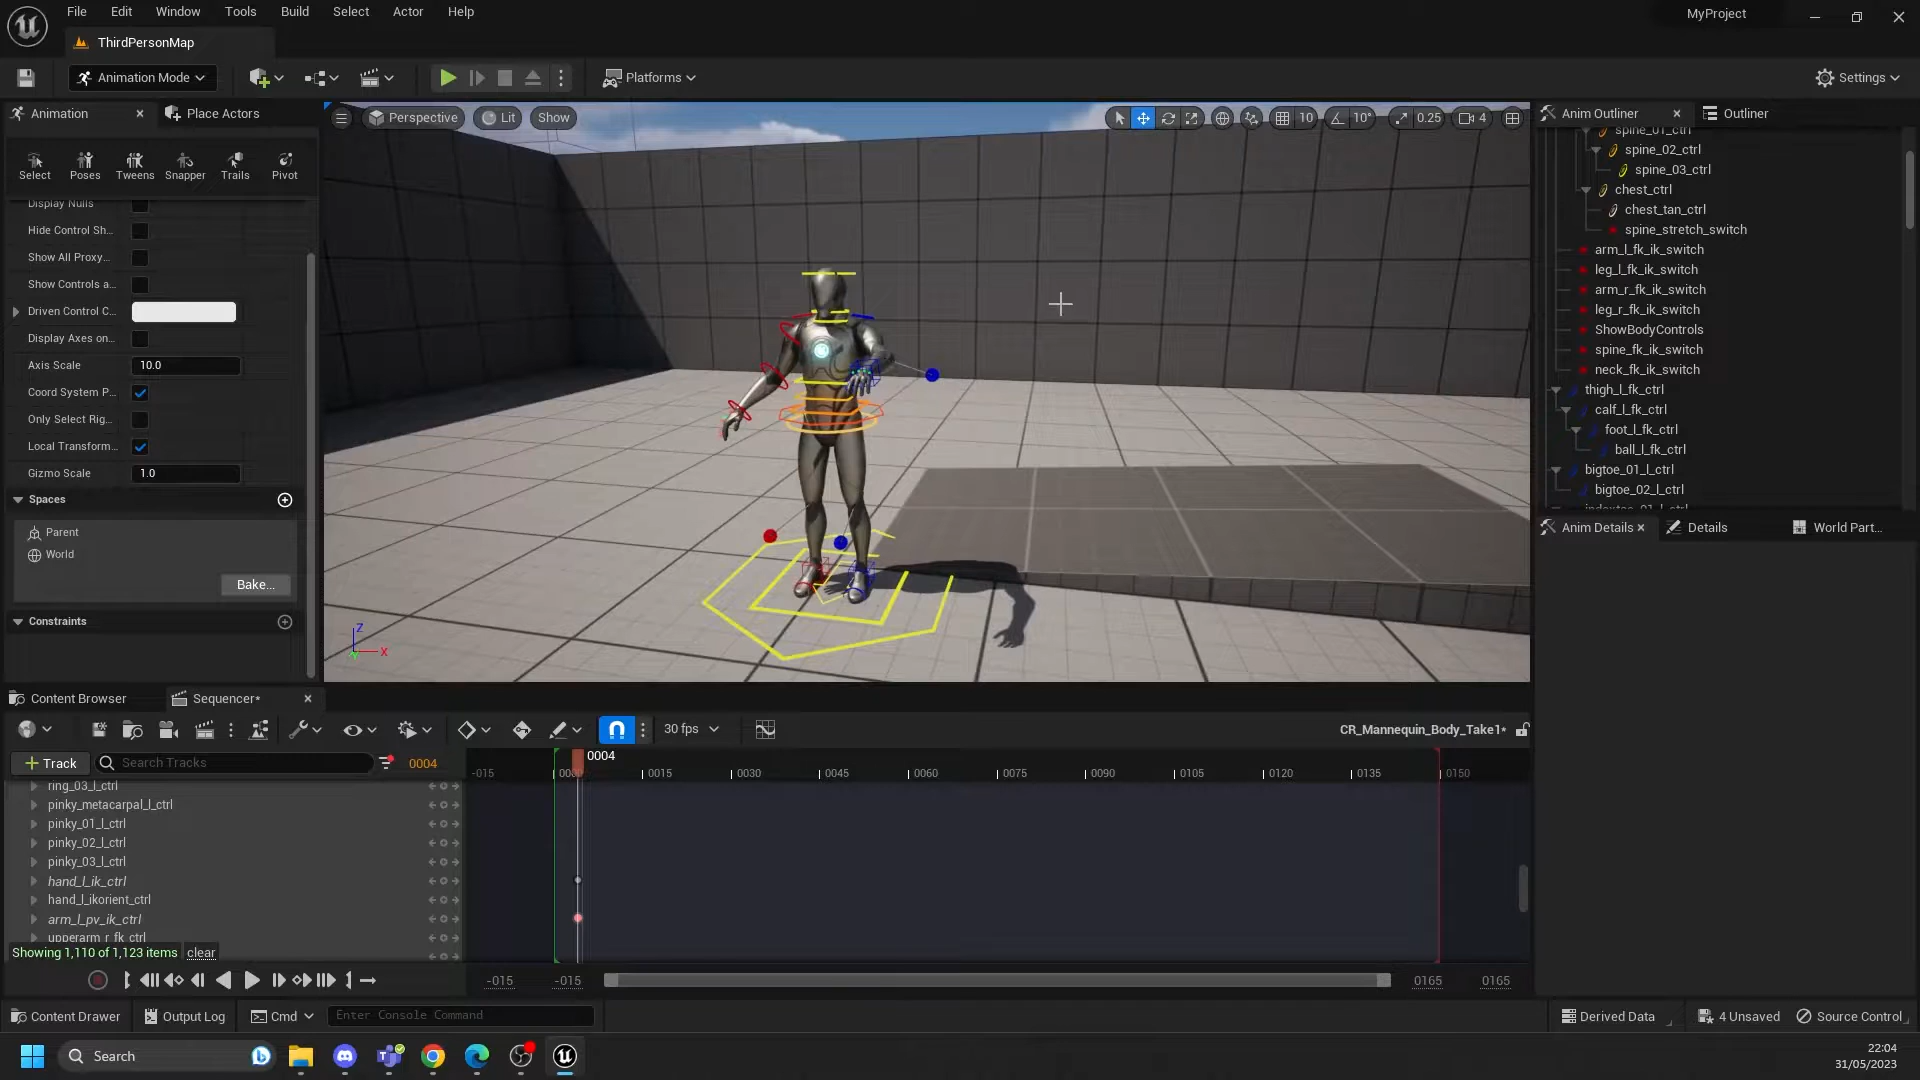 File Edit Window Tools Build Select Actor Help
MyProject
ThirdPersonMap
Animation Mode
Platforms
Settings
Animation
Place Actors
Perspective
Lit
Show
10
10°
0.25
4
Anim Outliner
Outliner
Select
Poses
Tweens
Snapper
Trails
Pivot
Display Nulls
Hide Control Sh...
Show All Proxy...
Show Controls a...
Driven Control C...
Display Axes on...
Axis Scale
10.0
Coord System P...
Only Select Rig...
Local Transform...
Gizmo Scale
1.0
Spaces
Parent
World
Bake...
Constraints
Z
X
spine_01_ctrl
spine_02_ctrl
spine_03_ctrl
chest_ctrl
chest_tan_ctrl
spine_stretch_switch
arm_l_fk_ik_switch
leg_l_fk_ik_switch
arm_r_fk_ik_switch
leg_r_fk_ik_switch
ShowBodyControls
spine_fk_ik_switch
neck_fk_ik_switch
thigh_l_fk_ctrl
calf_l_fk_ctrl
foot_l_fk_ctrl
ball_l_fk_ctrl
bigtoe_01_l_ctrl
bigtoe_02_l_ctrl
Anim Details
Details
World Part...
Content Browser
Sequencer*
30 fps
CR_Mannequin_Body_Take1*
Track
Search Tracks
0004
0004
-015
0015
0030
0045
0060
0075
0090
0105
0120
0135
0150
ring_03_l_ctrl
pinky_metacarpal_l_ctrl
pinky_01_l_ctrl
pinky_02_l_ctrl
pinky_03_l_ctrl
hand_l_ik_ctrl
hand_l_ikorient_ctrl
arm_l_pv_ik_ctrl
upperarm_r_fk_ctrl
Showing 1,110 of 1,123 items
clear
-015
-015
0165
0165
Content Drawer
Output Log
Cmd
Enter Console Command
Derived Data
4 Unsaved
Source Control
Search
22:04
31/05/2023